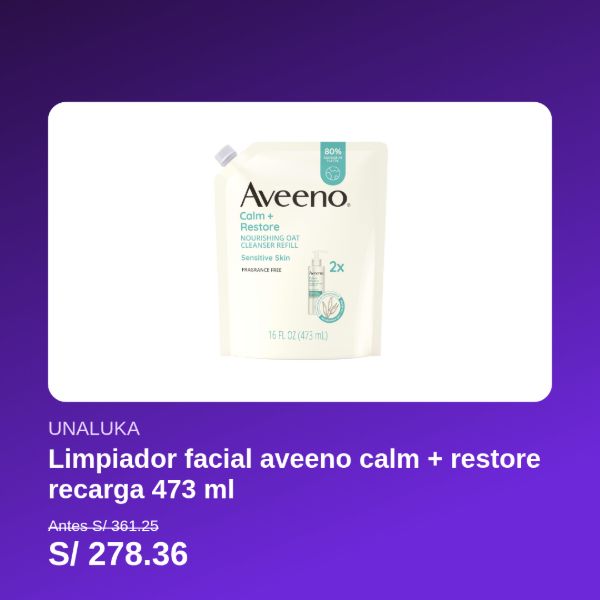 80%
Aveeno®
Calm +
Restore
NOURISHING OAT
CLEANSER REFILL
Sensitive Skin
FRAGRANCE FREE
2x
Aveeno
16 FL OZ (473 mL)
UNALUKA
Limpiador facial aveeno calm + restore
recarga 473 ml
Antes S/ 361.25
S/ 278.36